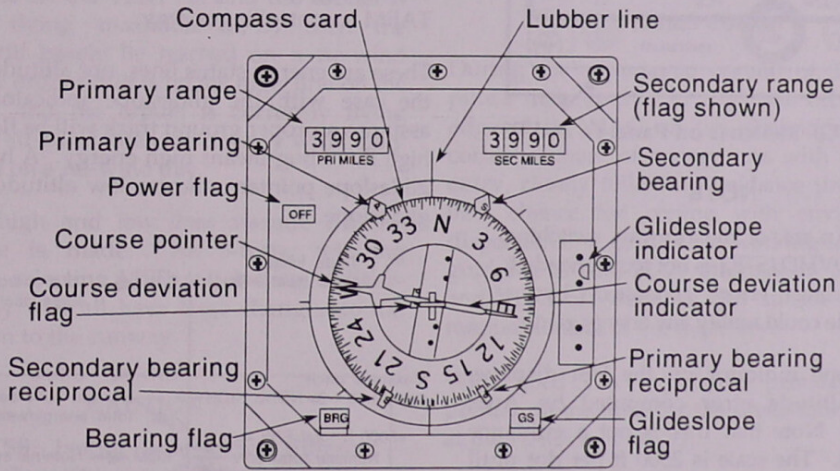 Compass card
Lubber line
Primary range
Secondary range
(flag shown)
3990
PRI MILES
3990
SEC MILES
Primary bearing
Secondary
bearing
Power flag
OFF
P
S
N
3
6
E
12
15
S
21
24
W
30
33
Glideslope
indicator
Course pointer
Course deviation
flag
Course deviation
indicator
Secondary bearing
reciprocal
Primary bearing
reciprocal
Bearing flag
BRG
GS
Glideslope
flag